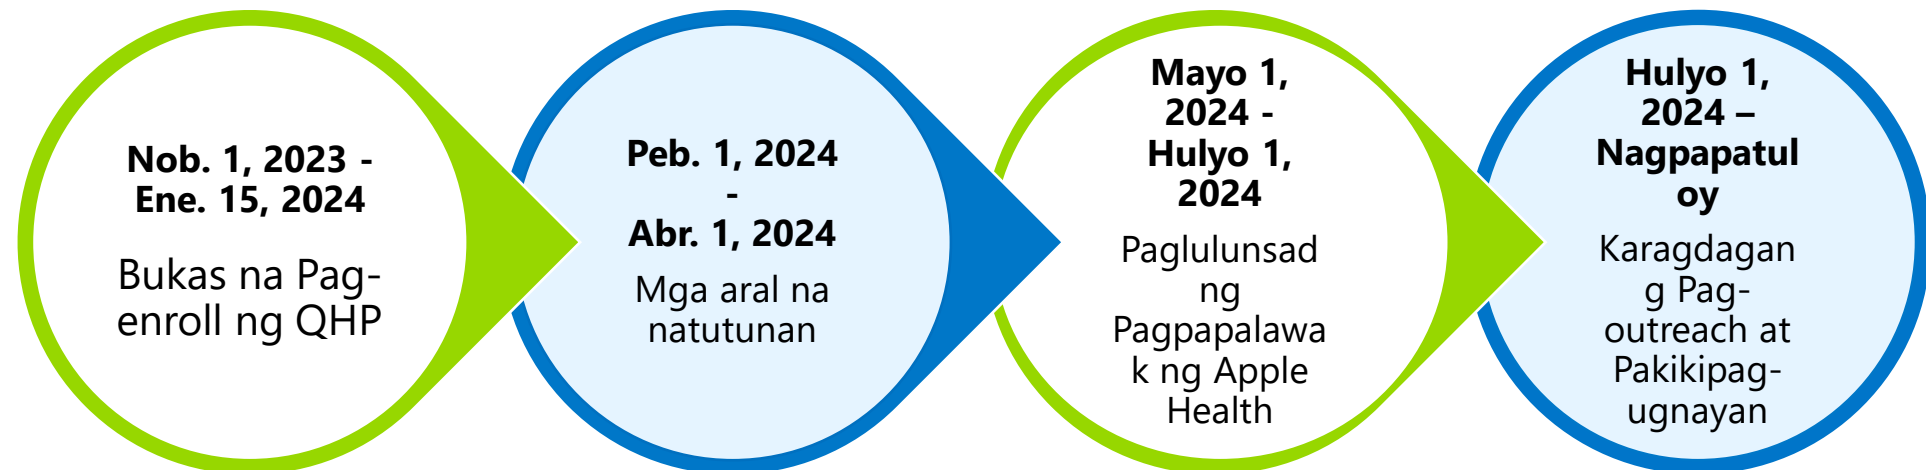 Nob. 1, 2023 -
Ene. 15, 2024
Bukas na Pag-
enroll ng QHP
Peb. 1, 2024
-
Abr. 1, 2024
Mga aral na
natutunan
Mayo 1,
2024 -
Hulyo 1,
2024
Paglulunsad
ng
Pagpapalawa
k ng Apple
Health
Hulyo 1,
2024 –
Nagpapatul
oy
Karagdagan
g Pag-
outreach at
Pakikipag-
ugnayan